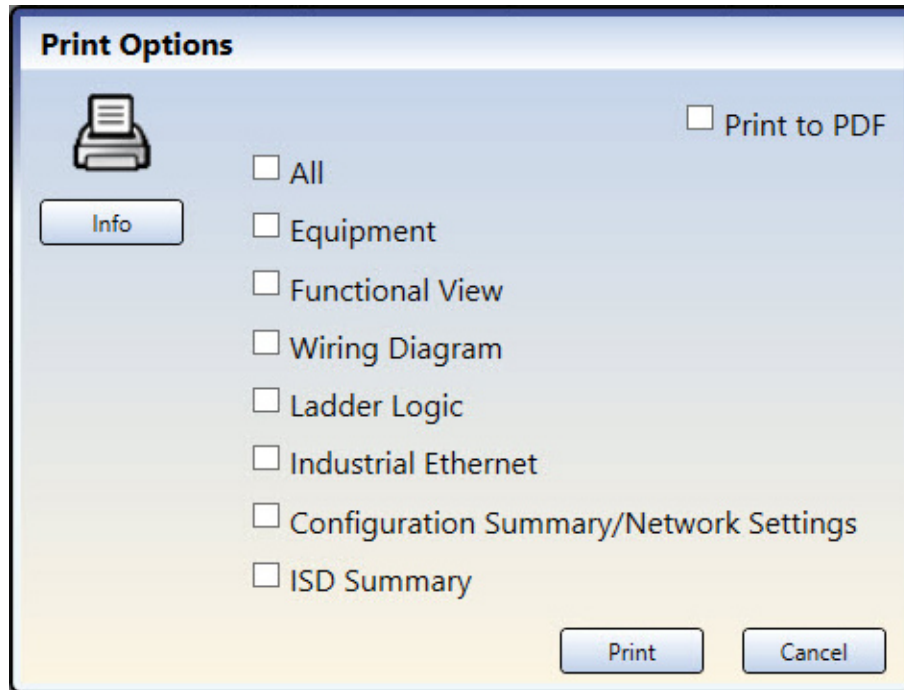 Print Options
Print to PDF
All
Info
Equipment
Functional View
Wiring Diagram
Ladder Logic
Industrial Ethernet
Configuration Summary/Network Settings
ISD Summary
Print
Cancel